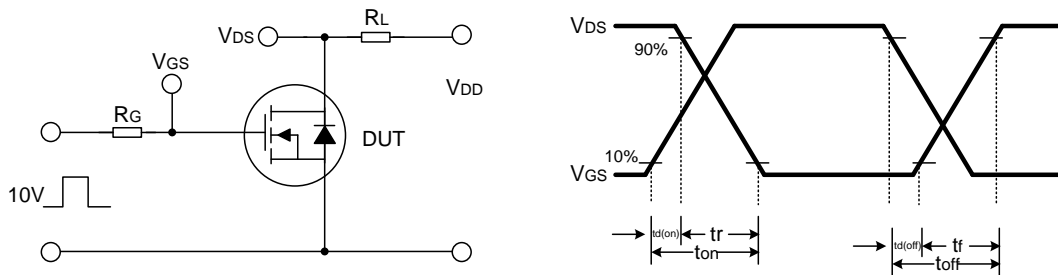 VDS
RL
VGS
RG
VDD
DUT
10V
VDS
90%
10%
VGS
td(on)
tr
ton
td(off)
tf
toff